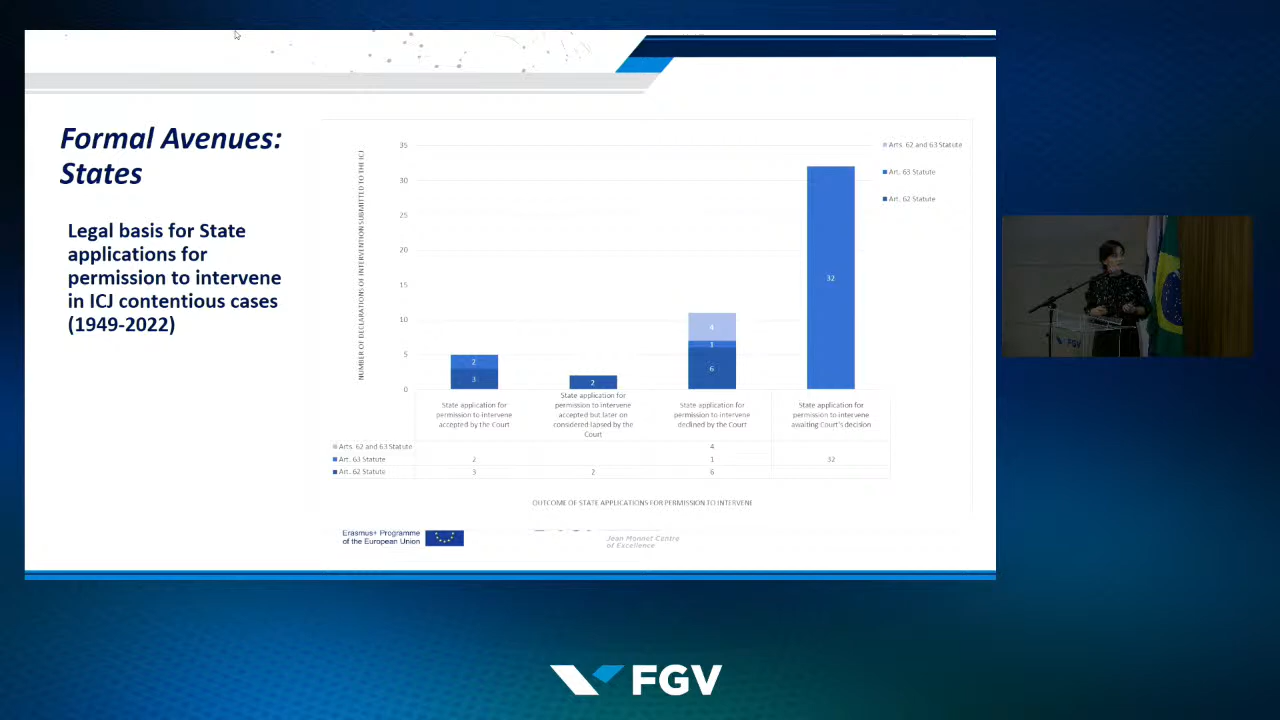 Formal Avenues:
States
Legal basis for State
applications for
permission to intervene
in ICJ contentious cases
(1949-2022)
NUMBER OF DECLARATIONS OF INTERVENTION SUBMITTED TO THE ICJ
35
30
25
20
15
10
5
0
2
3
2
4
1
6
32
Arts. 62 and 63 Statute
Art. 63 Statute
Art. 62 Statute
State application for
permission to intervene
accepted by the Court
State application for
permission to intervene
accepted but later on
considered lapsed by the
Court
State application for
permission to intervene
declined by the Court
State application for
permission to intervene
awaiting Court's decision
Arts. 62 and 63 Statute 4
Art. 63 Statute 2 1 32
Art. 62 Statute 3 2 6
OUTCOME OF STATE APPLICATIONS FOR PERMISSION TO INTERVENE
Erasmus+ Programme
of the European Union
Jean Monnet Centre
of Excellence
FGV
FGV